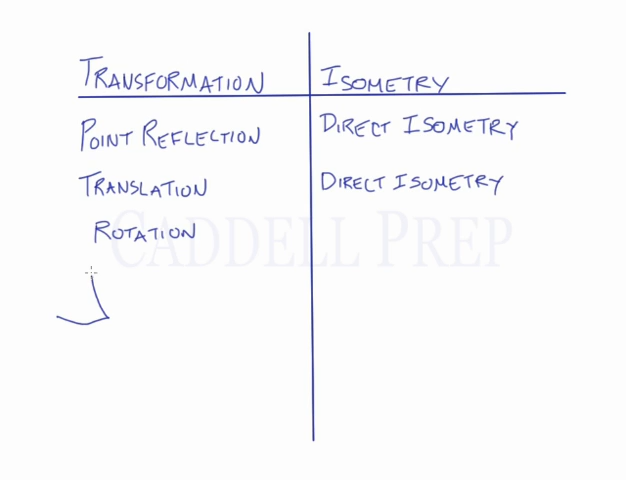 TRANSFORMATION ISOMETRY
POINT REFLECTION DIRECT ISOMETRY
TRANSLATION DIRECT ISOMETRY
ROTATION
CADDELL PREP